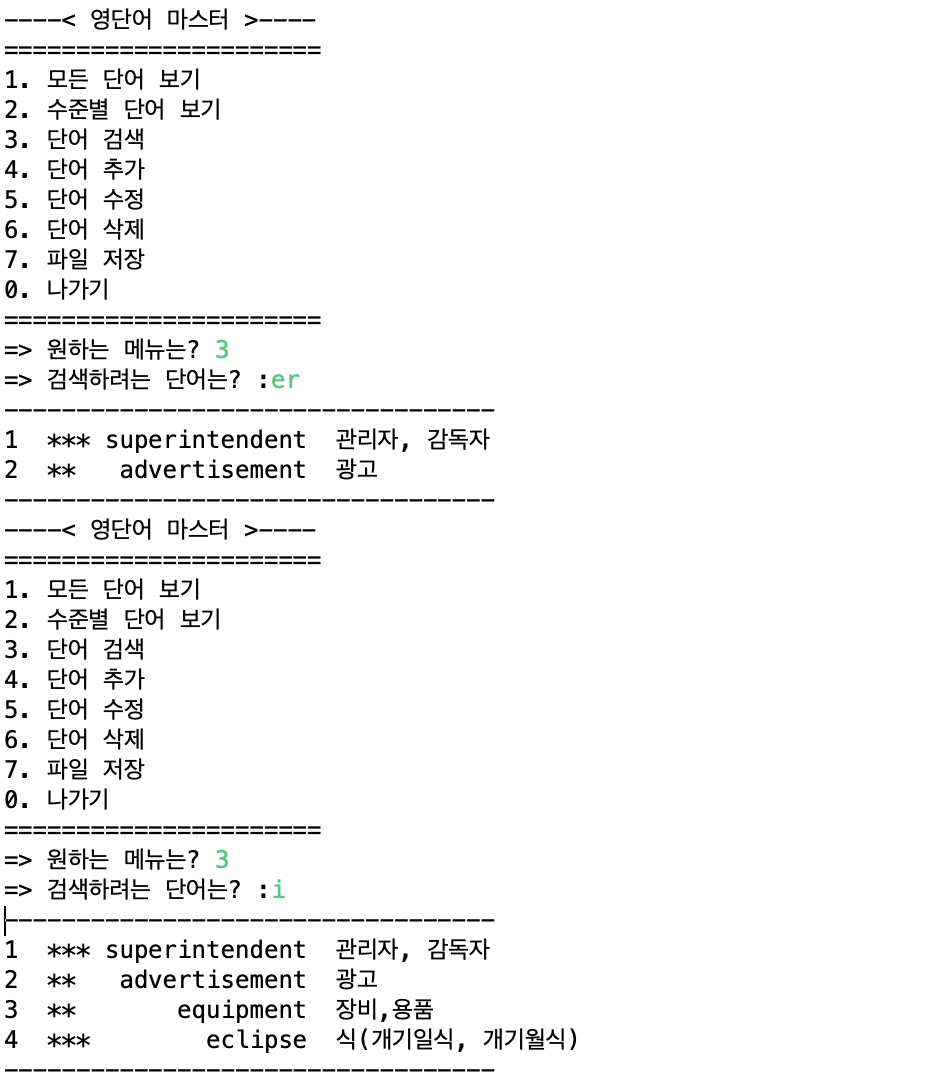 ----< 영단어 마스터 >----
======================
1. 모든 단어 보기
2. 수준별 단어 보기
3. 단어 검색
4. 단어 추가
5. 단어 수정
6. 단어 삭제
7. 파일 저장
0. 나가기
======================
=> 원하는 메뉴는? 3
=> 검색하려는 단어는? :er
----------------------------------
1  *** superintendent  관리자, 감독자
2  **   advertisement  광고
----------------------------------
----< 영단어 마스터 >----
======================
1. 모든 단어 보기
2. 수준별 단어 보기
3. 단어 검색
4. 단어 추가
5. 단어 수정
6. 단어 삭제
7. 파일 저장
0. 나가기
======================
=> 원하는 메뉴는? 3
=> 검색하려는 단어는? :i
----------------------------------
1  *** superintendent  관리자, 감독자
2  **   advertisement  광고
3  **       equipment  장비,용품
4  ***        eclipse  식(개기일식, 개기월식)
----------------------------------